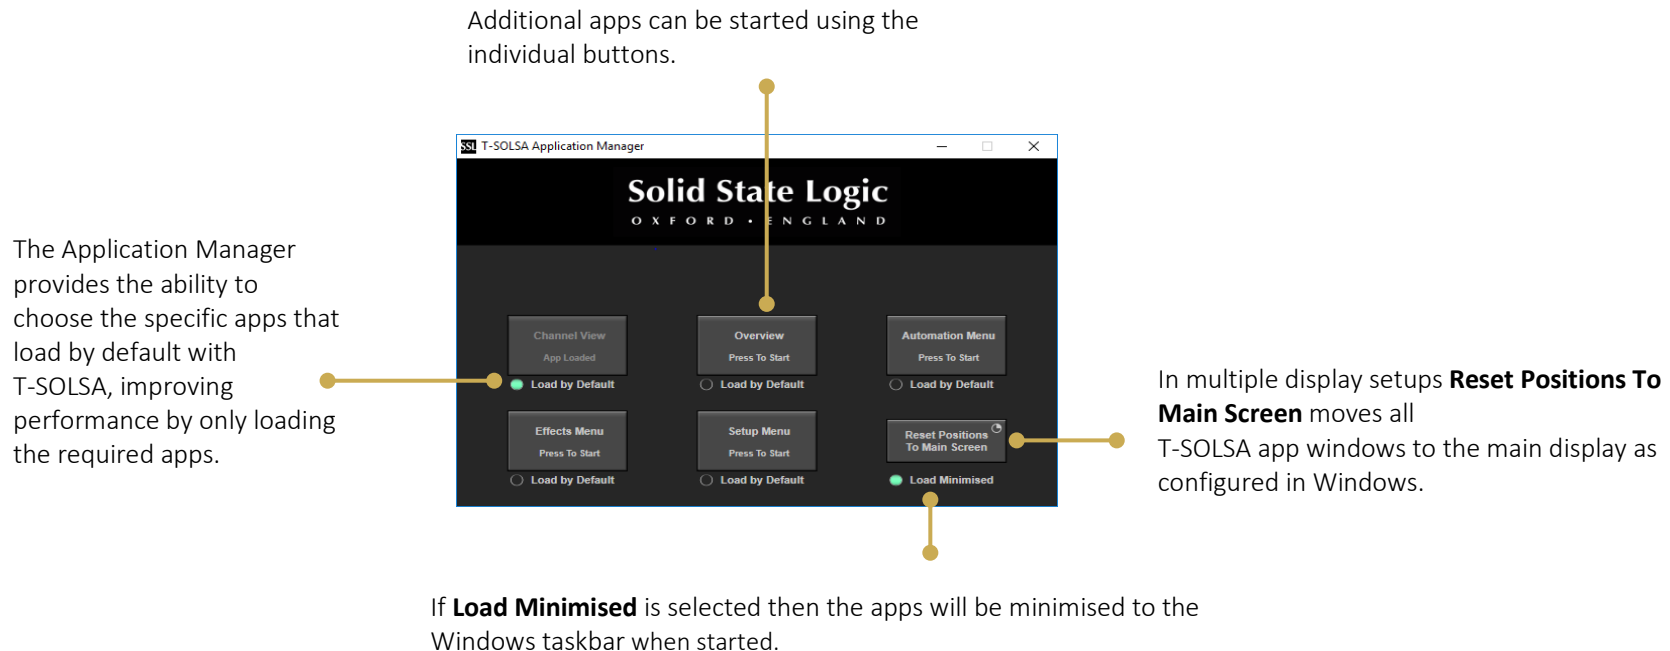 Additional apps can be started using the
individual buttons.
SSL T-SOLSA Application Manager
Solid State Logic
OXFORD • ENGLAND
The Application Manager
provides the ability to
choose the specific apps that
load by default with
T-SOLSA, improving
performance by only loading
the required apps.
Channel View
App Loaded
Load by Default
Overview
Press To Start
Load by Default
Automation Menu
Press To Start
Load by Default
Effects Menu
Press To Start
Load by Default
Setup Menu
Press To Start
Load by Default
Reset Positions
To Main Screen
Load Minimised
In multiple display setups Reset Positions To
Main Screen moves all
T-SOLSA app windows to the main display as
configured in Windows.
If Load Minimised is selected then the apps will be minimised to the
Windows taskbar when started.